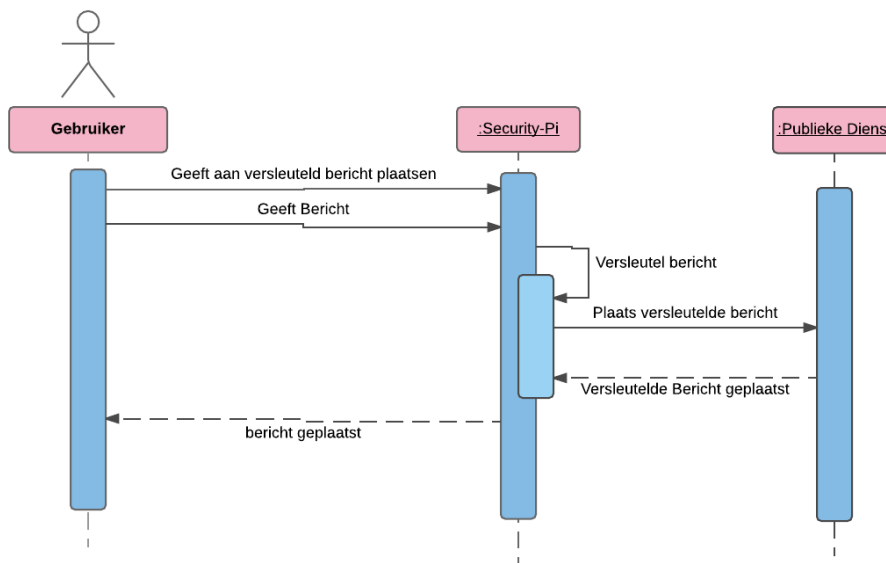 Gebruiker
:Security-Pi
:Publieke Diens
Geeft aan versleuteld bericht plaatsen
Geeft Bericht
Versleutel bericht
Plaats versleutelde bericht
Versleutelde Bericht geplaatst
bericht geplaatst